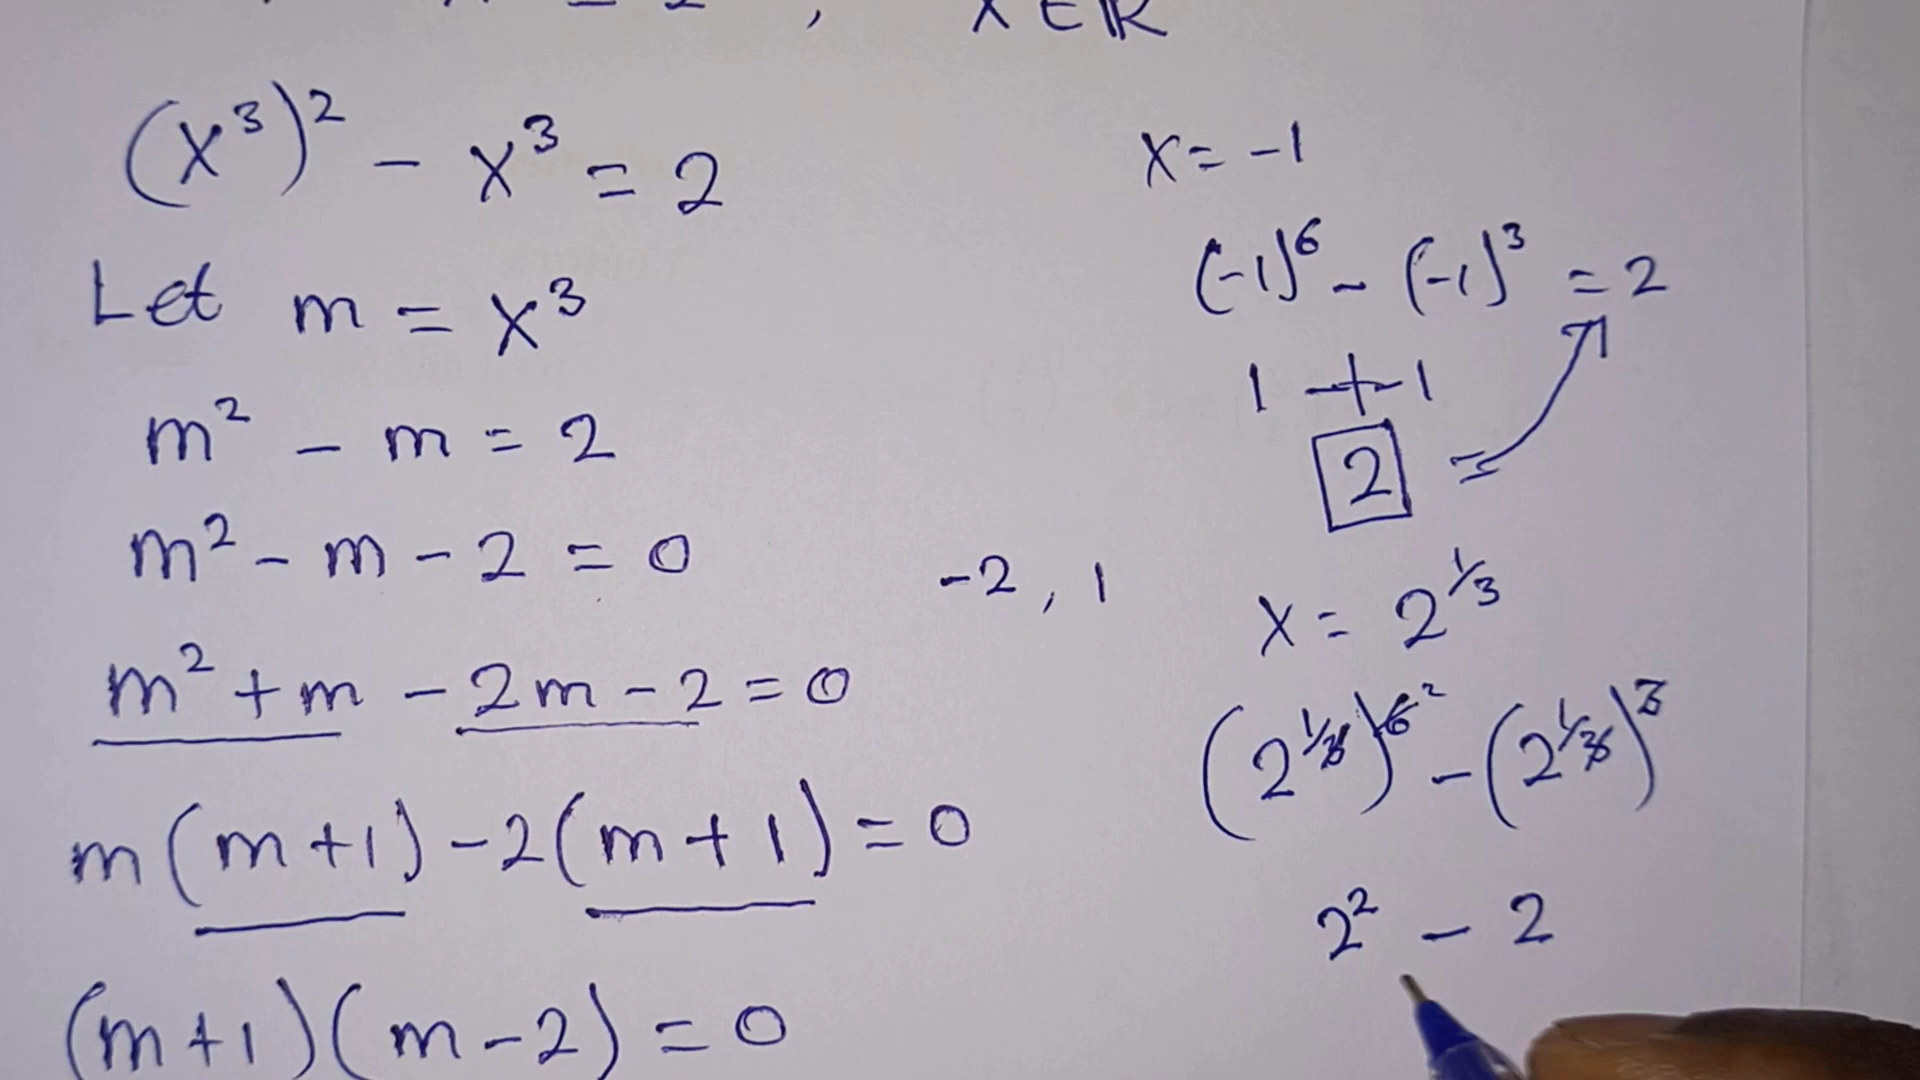 = 2 , x ∈ ℝ
(x³)² - x³ = 2
Let m = x³
m² - m = 2
m² - m - 2 = 0
-2, 1
m² + m - 2m - 2 = 0
m(m+1) - 2(m+1) = 0
(m+1)(m-2) = 0
x = -1
(-1)⁶ - (-1)³ = 2
1 + 1
2 =
x = 2^⅓
(2^⅓)⁶ ² - (2^⅓)³
2² - 2